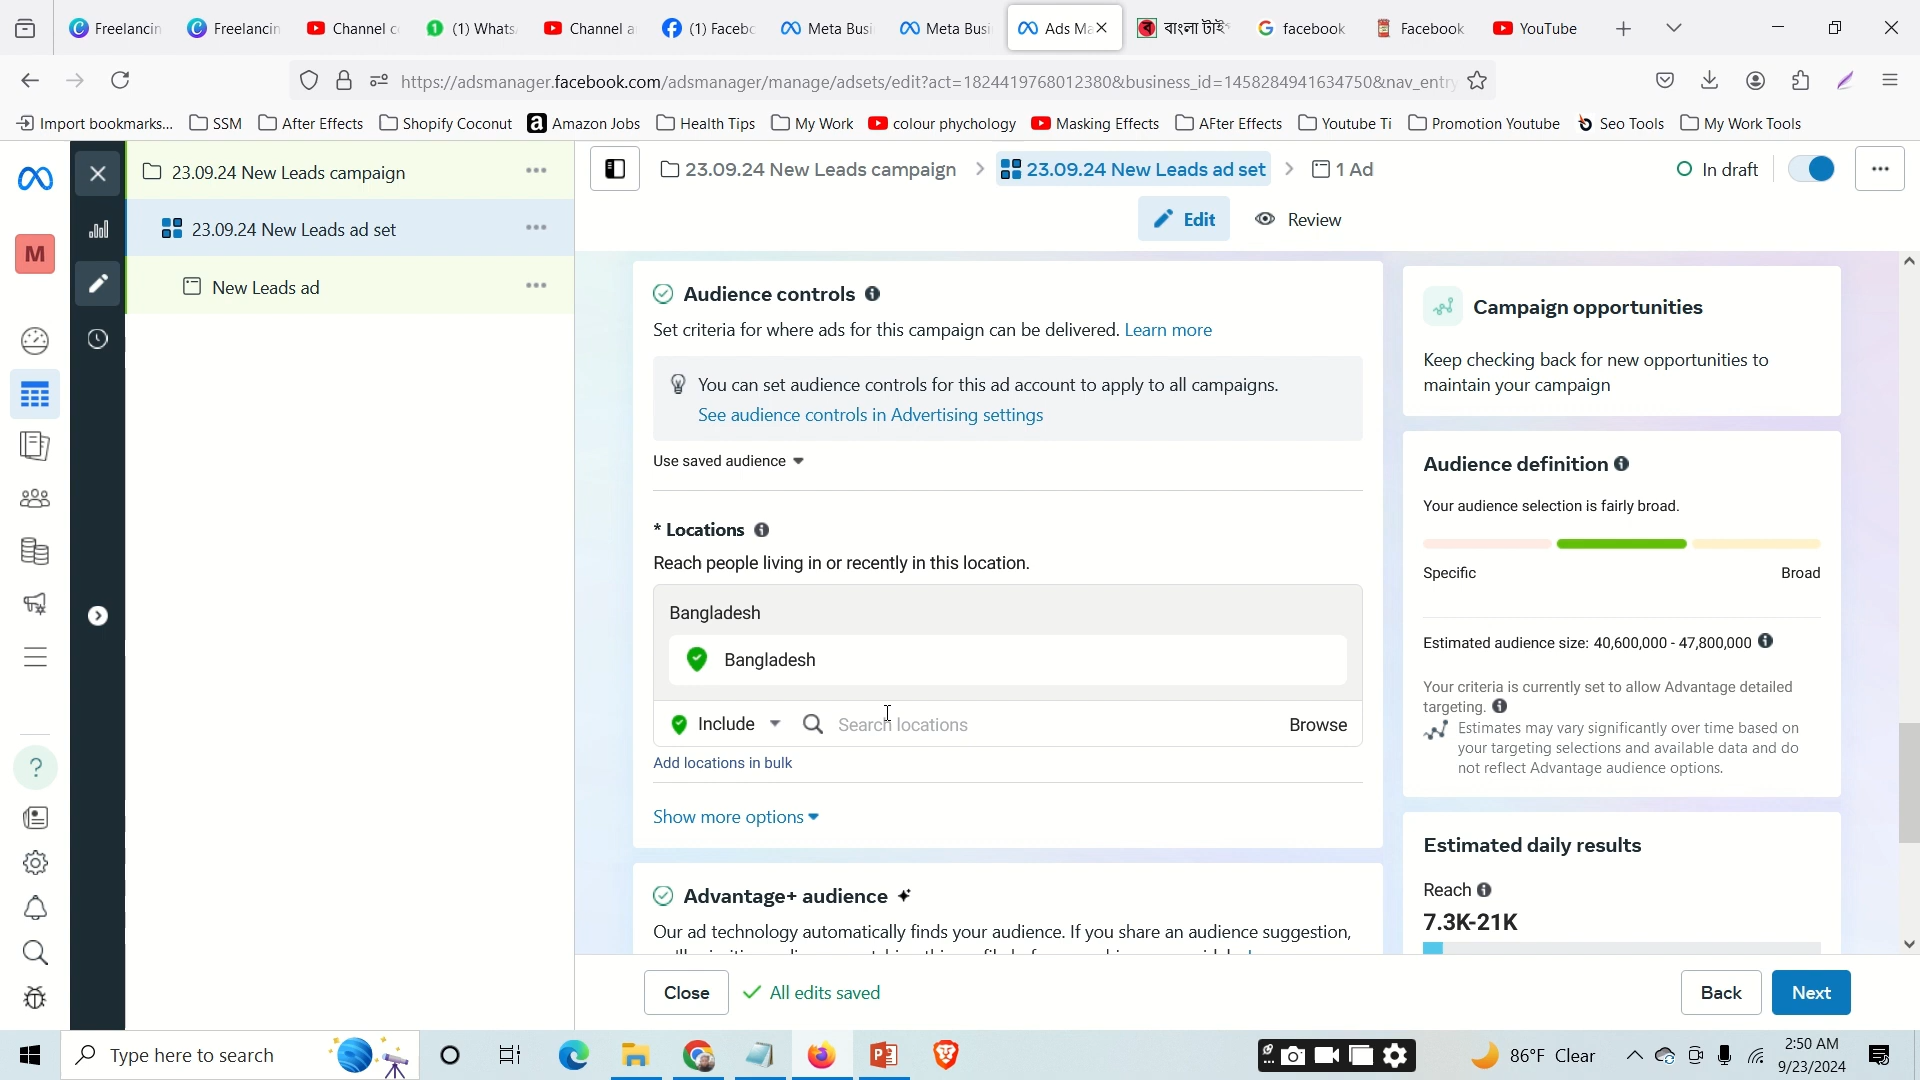 Freelancin
Freelancin
Channel c
(1) Whats
Channel a
(1) Facebo
Meta Busi
Meta Busi
Ads Ma
বাংলা টাই
facebook
Facebook
YouTube
https://adsmanager.facebook.com/adsmanager/manage/adsets/edit?act=1824419768012380&business_id=1458284941634750&nav_entry
Import bookmarks...
SSM
After Effects
Shopify Coconut
Amazon Jobs
Health Tips
My Work
colour phychology
Masking Effects
AFter Effects
Youtube Ti
Promotion Youtube
Seo Tools
My Work Tools
23.09.24 New Leads campaign
23.09.24 New Leads ad set
New Leads ad
M
23.09.24 New Leads campaign
23.09.24 New Leads ad set
1 Ad
In draft
Edit
Review
Audience controls
Set criteria for where ads for this campaign can be delivered. Learn more
You can set audience controls for this ad account to apply to all campaigns.
See audience controls in Advertising settings
Use saved audience
* Locations
Reach people living in or recently in this location.
Bangladesh
Bangladesh
Include
Search locations
Browse
Add locations in bulk
Show more options
Advantage+ audience
Our ad technology automatically finds your audience. If you share an audience suggestion,
Campaign opportunities
Keep checking back for new opportunities to
maintain your campaign
Audience definition
Your audience selection is fairly broad.
Specific
Broad
Estimated audience size: 40,600,000 - 47,800,000
Your criteria is currently set to allow Advantage detailed
targeting.
Estimates may vary significantly over time based on
your targeting selections and available data and do
not reflect Advantage audience options.
Estimated daily results
Reach
7.3K-21K
Close
All edits saved
Back
Next
Type here to search
86°F Clear
2:50 AM
9/23/2024